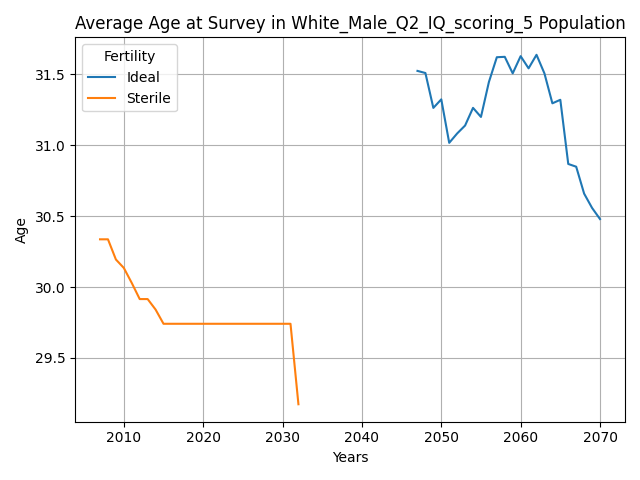 Average Age at Survey in White_Male_Q2_IQ_scoring_5 Population
Fertility
Ideal
Sterile
31.5
31.0
30.5
30.0
29.5
Age
2010 2020 2030 2040 2050 2060 2070
Years